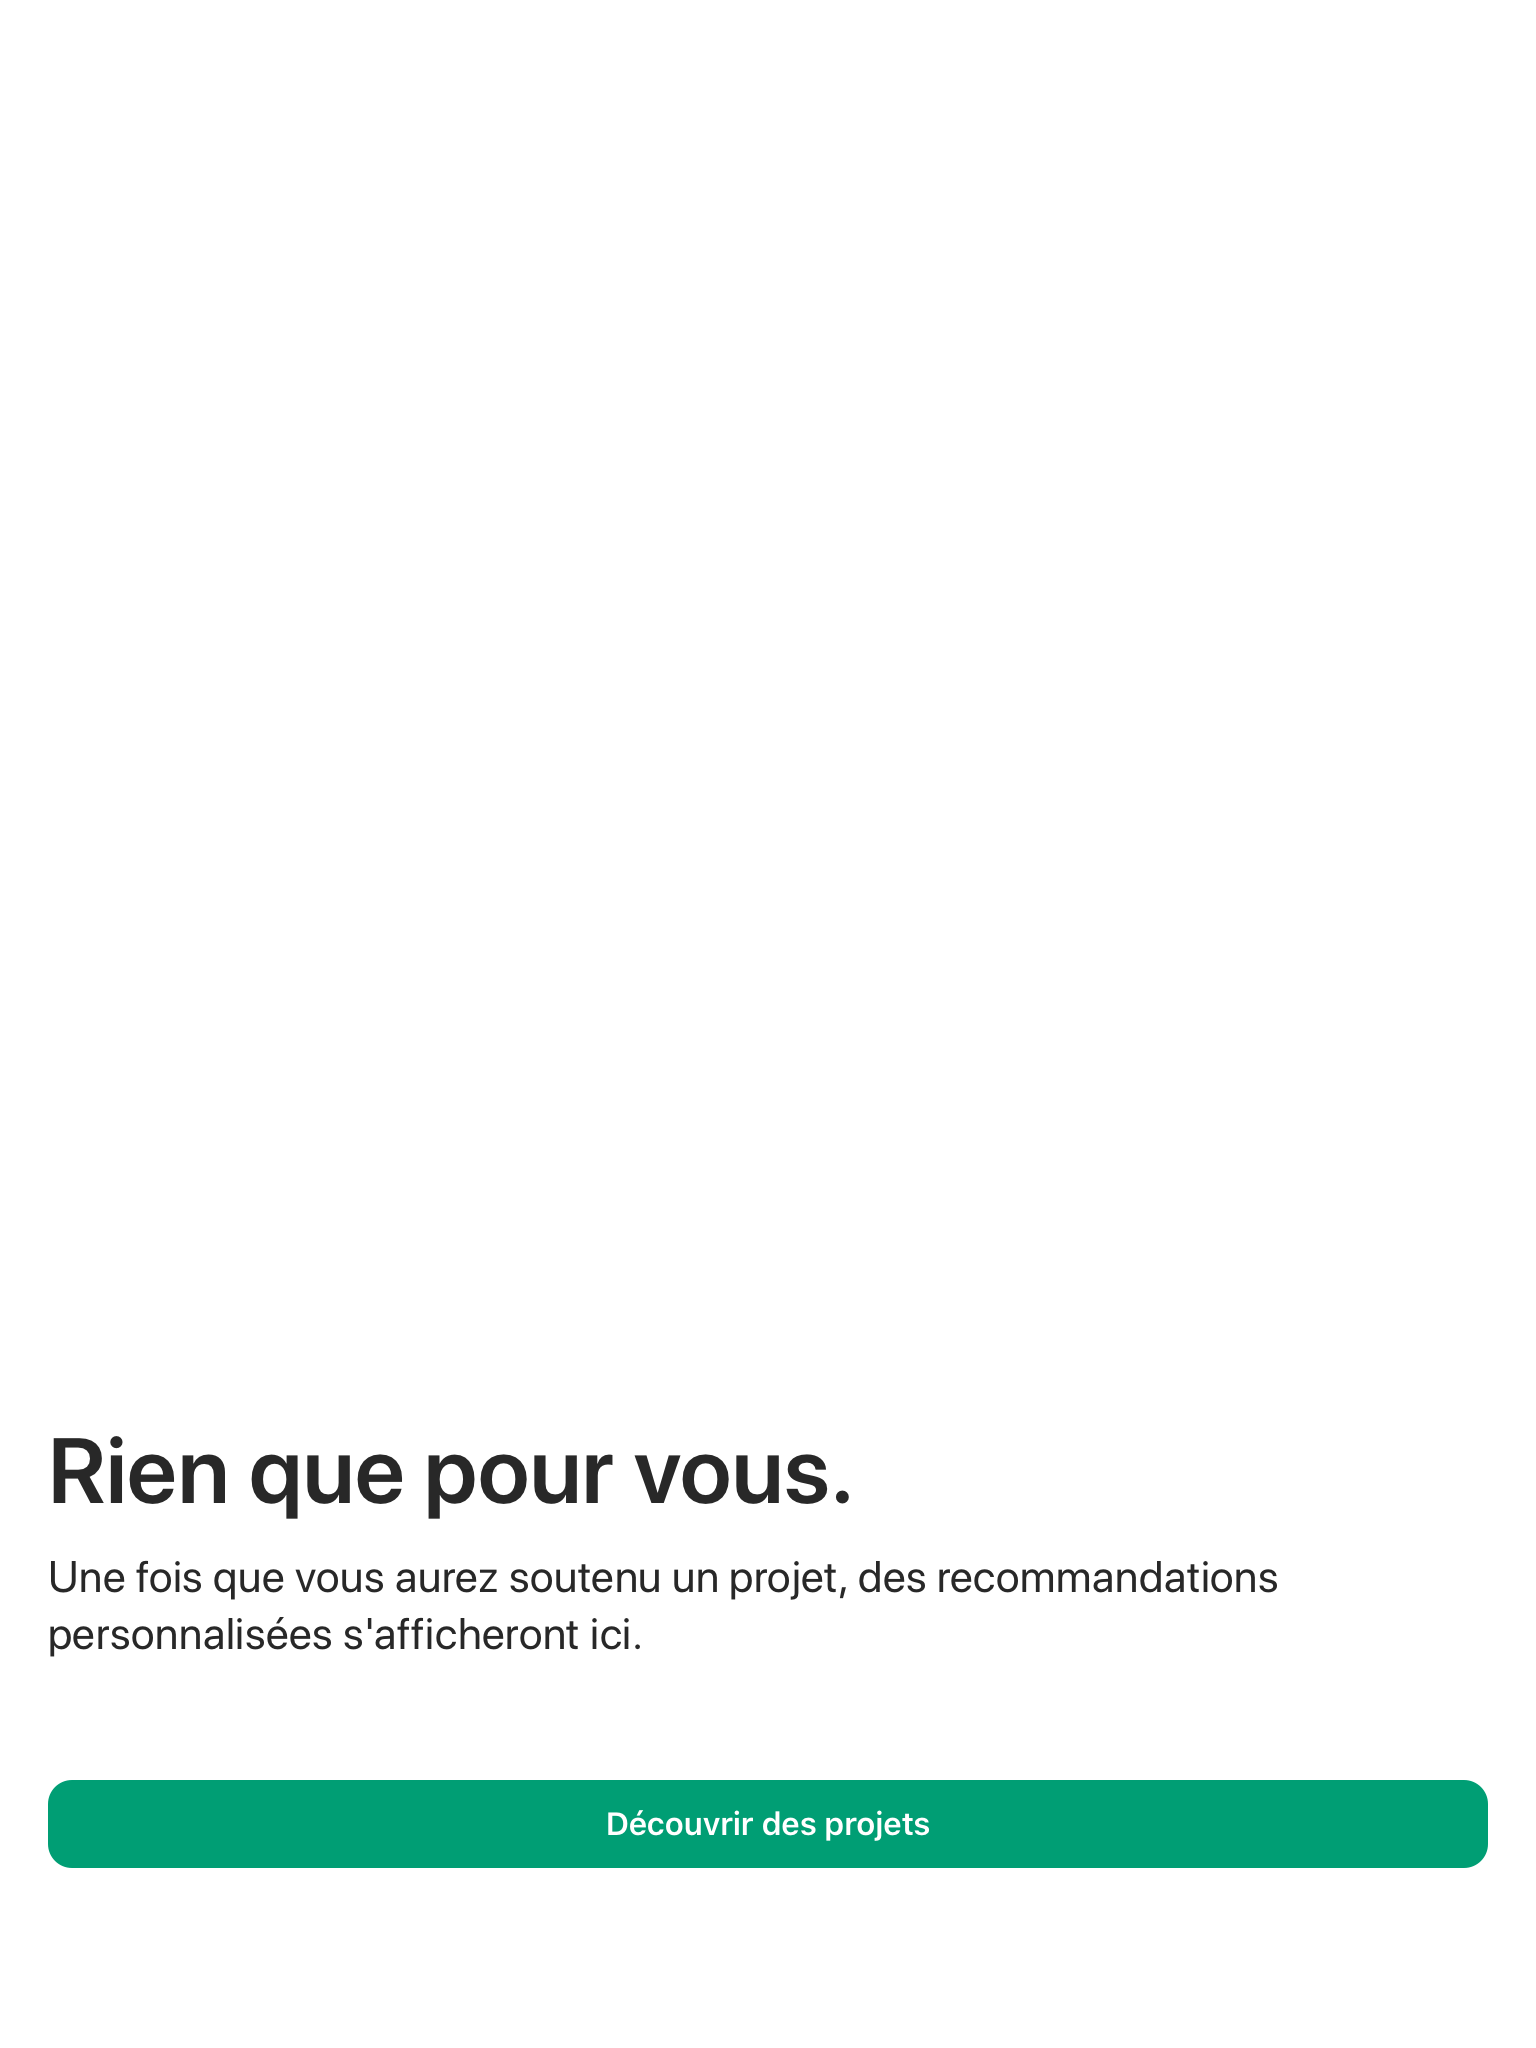 Rien que pour vous.
Une fois que vous aurez soutenu un projet, des recommandations
personnalisées s'afficheront ici.
Découvrir des projets